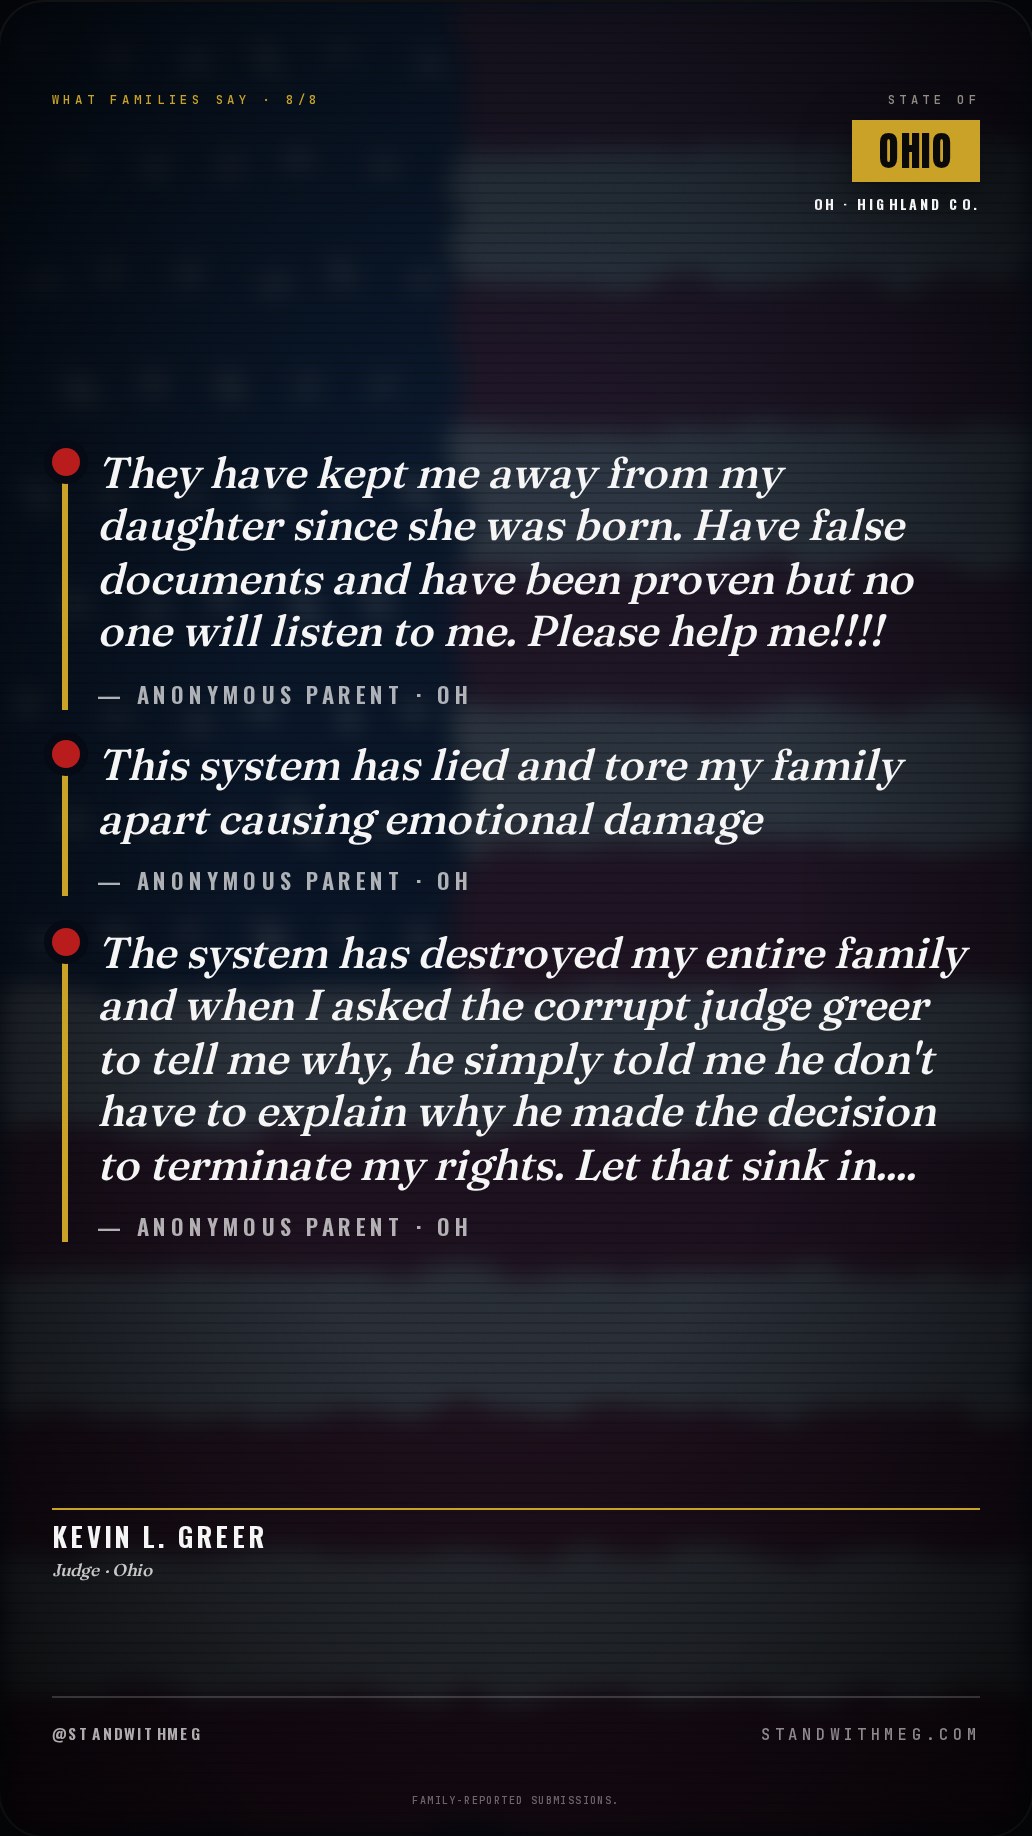 WHAT FAMILIES SAY · 8/8
STATE OF
OHIO
OH · HIGHLAND CO.
They have kept me away from my
daughter since she was born. Have false
documents and have been proven but no
one will listen to me. Please help me!!!!
— ANONYMOUS PARENT · OH
This system has lied and tore my family
apart causing emotional damage
— ANONYMOUS PARENT · OH
The system has destroyed my entire family
and when I asked the corrupt judge greer
to tell me why, he simply told me he don't
have to explain why he made the decision
to terminate my rights. Let that sink in....
— ANONYMOUS PARENT · OH
KEVIN L. GREER
Judge · Ohio
@STANDWITHMEG
STANDWITHMEG.COM
FAMILY-REPORTED SUBMISSIONS.